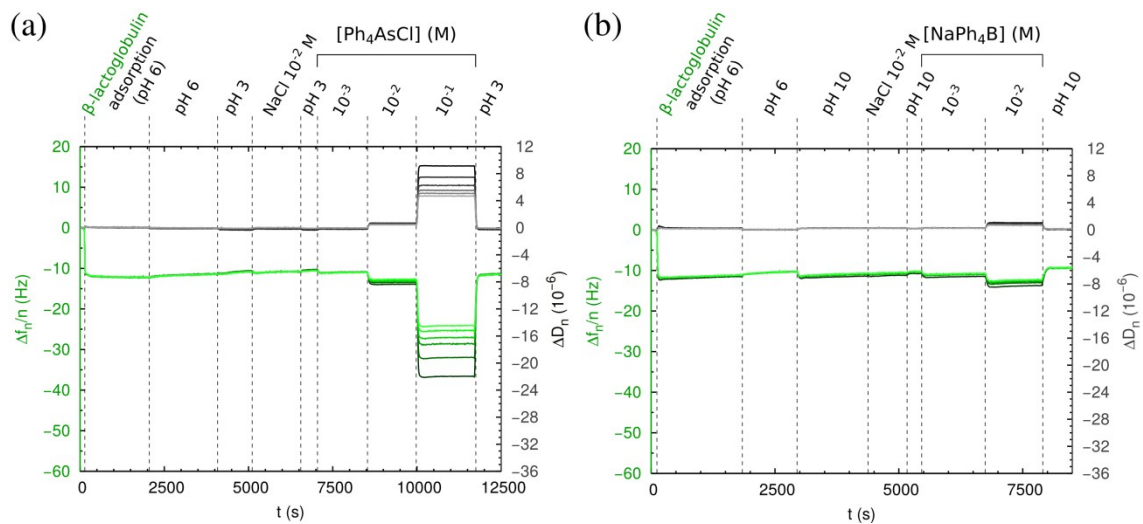 (a)
β-lactoglobulin
adsorption
(pH 6)
pH 6
pH 3
NaCl 10⁻² M
pH 3
[Ph₄AsCl] (M)
10⁻³
10⁻²
10⁻¹
pH 3
20
10
0
−10
−20
−30
−40
−50
−60
Δfₙ/n (Hz)
12
8
4
0
−4
−8
−12
−16
−20
−24
−28
−32
−36
ΔDₙ (10⁻⁶)
0
2500
5000
7500
10000
12500
t (s)
(b)
β-lactoglobulin
adsorption
(pH 6)
pH 6
pH 10
NaCl 10⁻² M
pH 10
[NaPh₄B] (M)
10⁻³
10⁻²
pH 10
20
10
0
−10
−20
−30
−40
−50
−60
Δfₙ/n (Hz)
12
8
4
0
−4
−8
−12
−16
−20
−24
−28
−32
−36
ΔDₙ (10⁻⁶)
0
2500
5000
7500
t (s)